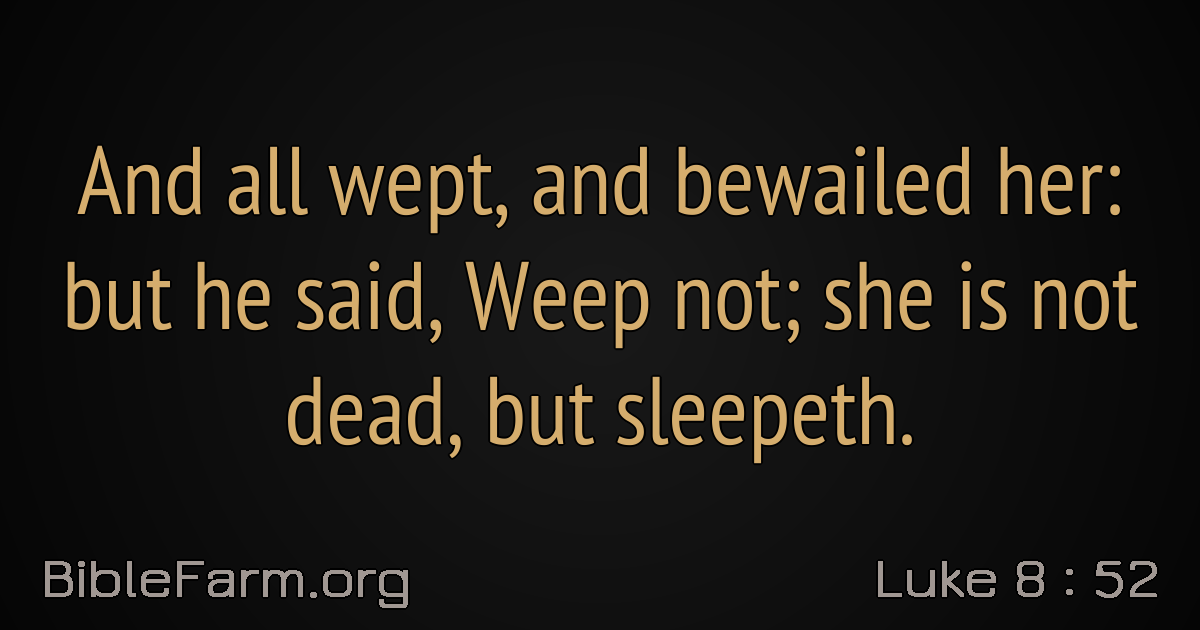 And all wept, and bewailed her:
but he said, Weep not; she is not
dead, but sleepeth.
BibleFarm.org
Luke 8 : 52